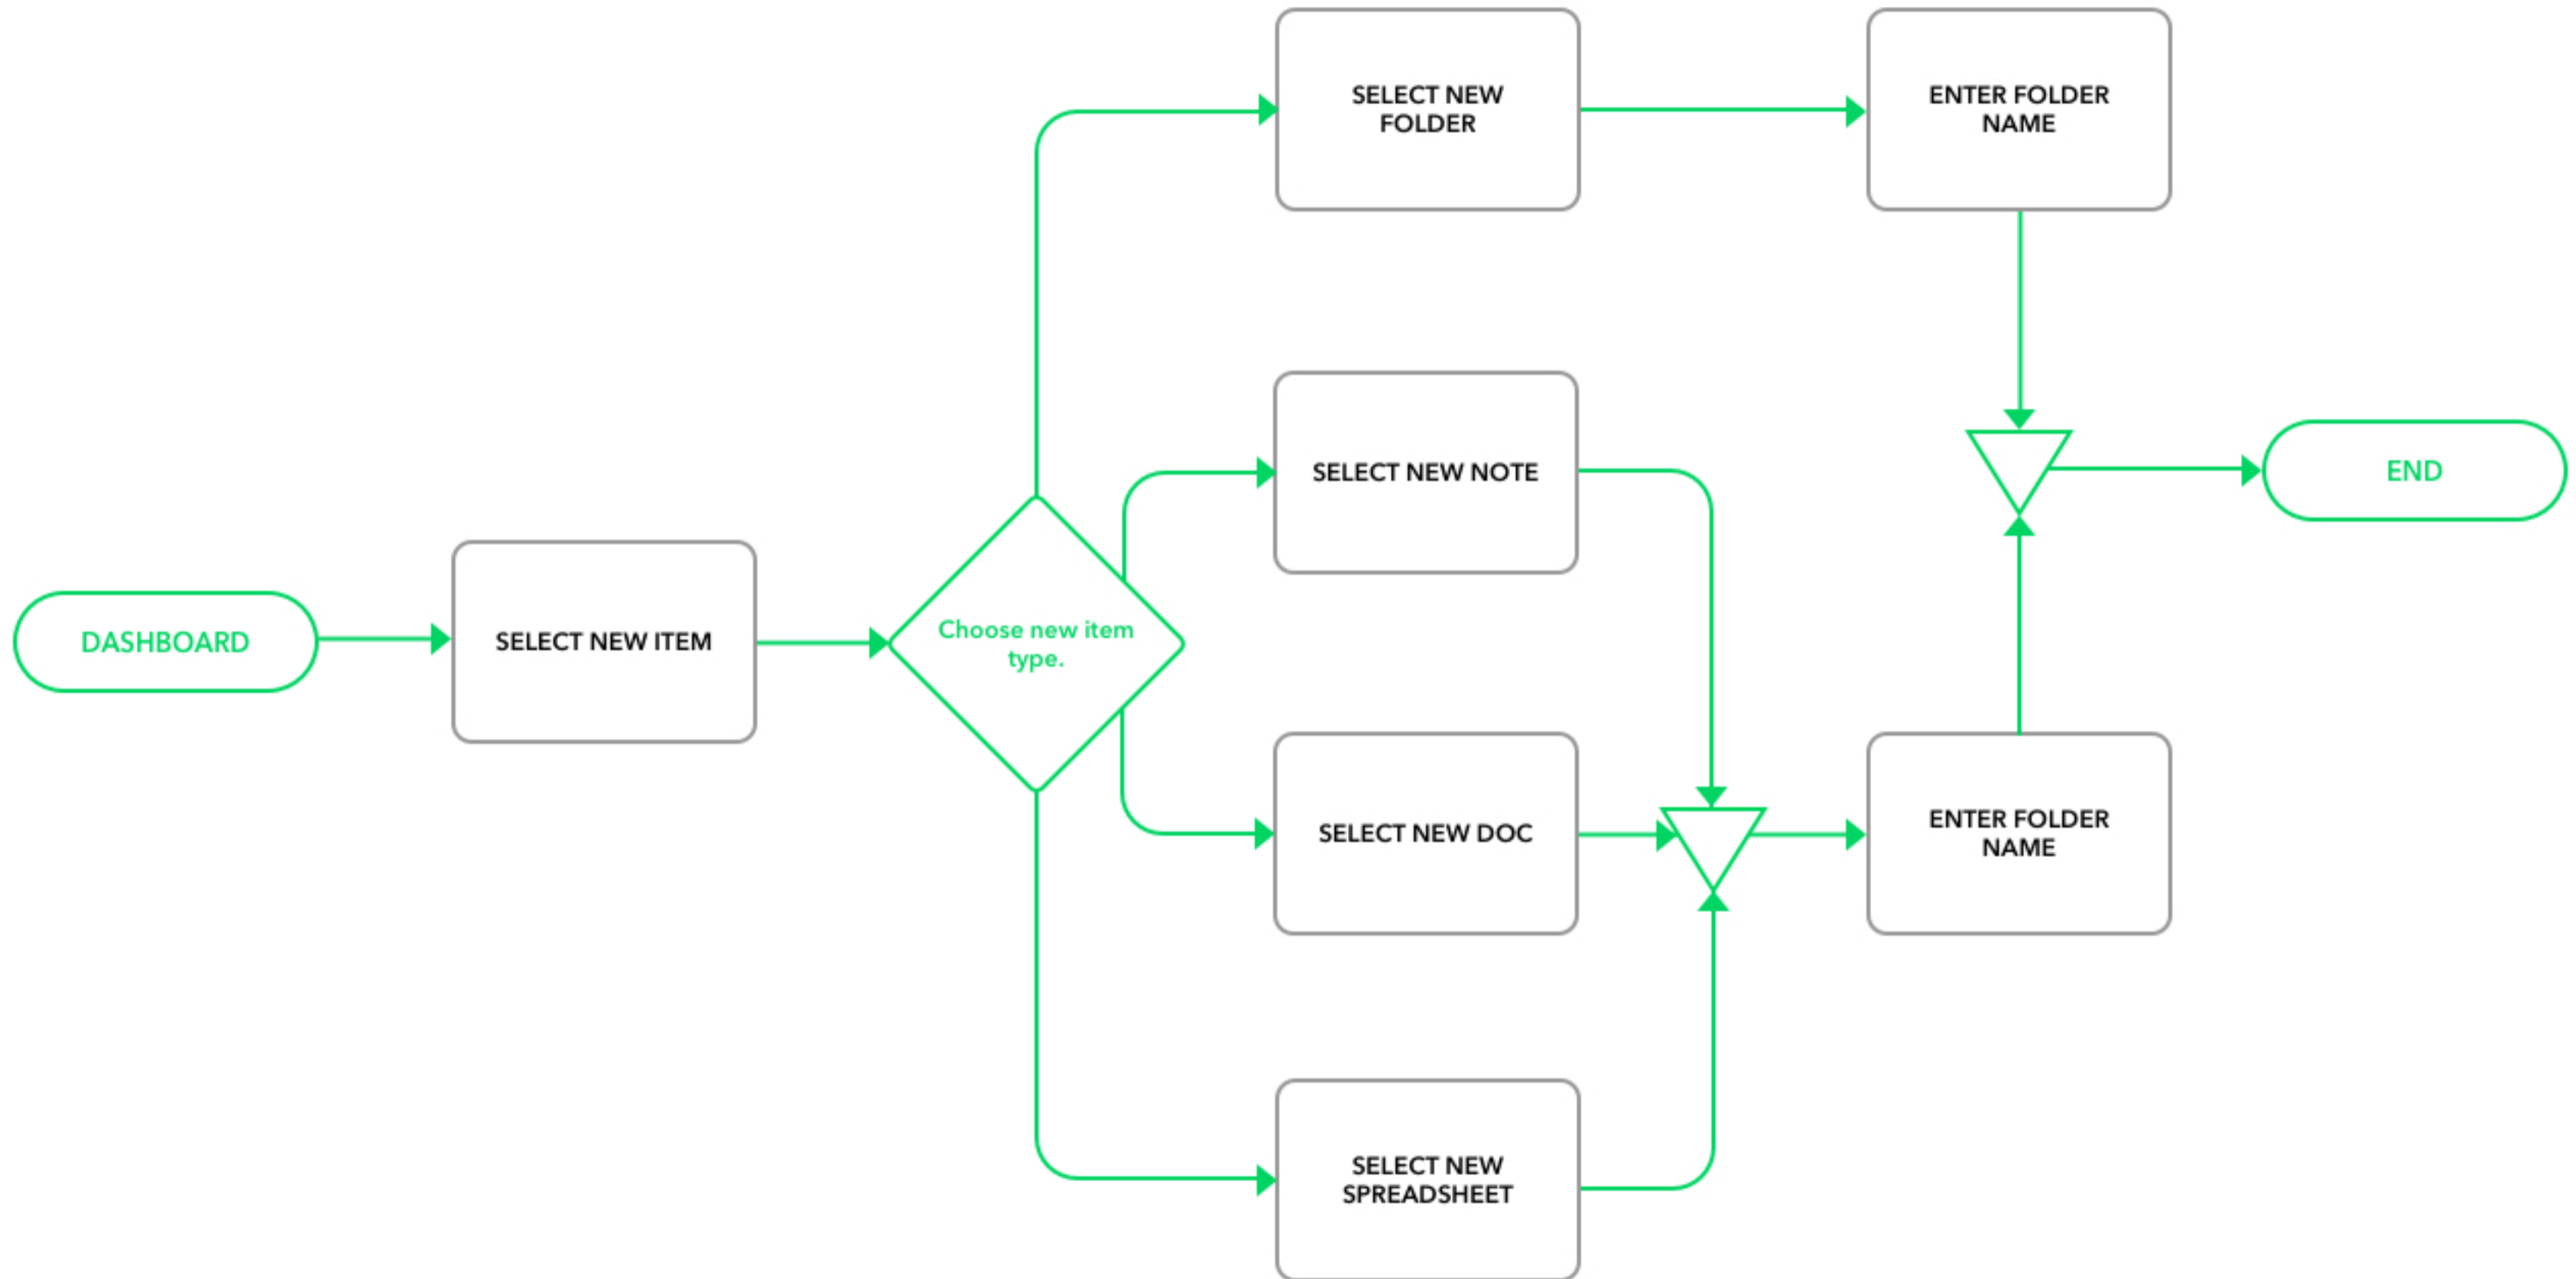 SELECT NEW
FOLDER
ENTER FOLDER
NAME
SELECT NEW NOTE
END
DASHBOARD
SELECT NEW ITEM
Choose new item
type.
SELECT NEW DOC
ENTER FOLDER
NAME
SELECT NEW
SPREADSHEET